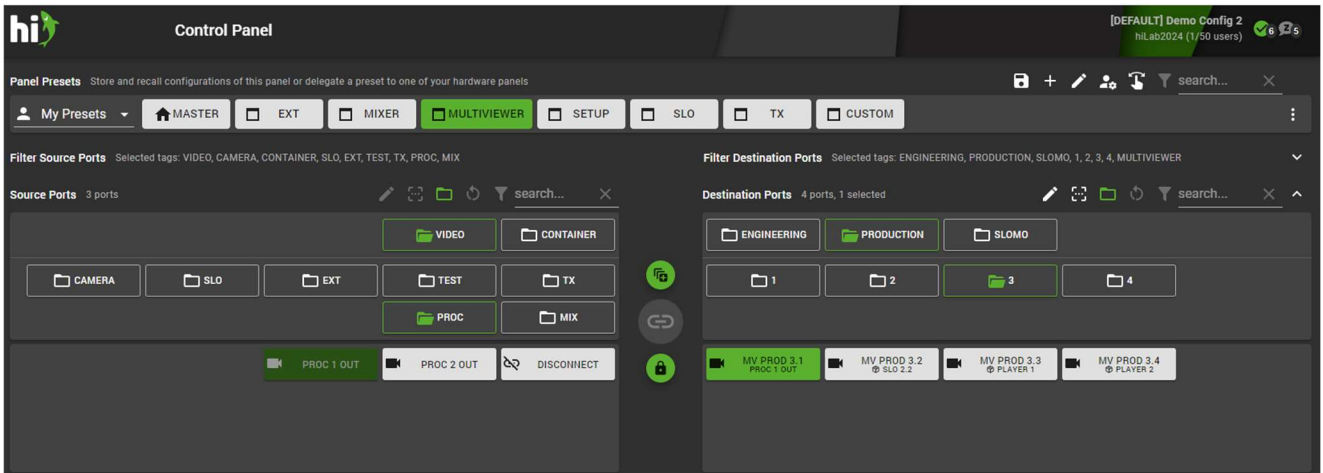 hi
Control Panel
[DEFAULT] Demo Config 2
hiLab2024 (1/50 users)
6 5
Panel Presets Store and recall configurations of this panel or delegate a preset to one of your hardware panels
search...
My Presets MASTER EXT MIXER MULTIVIEWER SETUP SLO TX CUSTOM
Filter Source Ports Selected tags: VIDEO, CAMERA, CONTAINER, SLO, EXT, TEST, TX, PROC, MIX
Filter Destination Ports Selected tags: ENGINEERING, PRODUCTION, SLOMO, 1, 2, 3, 4, MULTIVIEWER
Source Ports 3 ports
search...
Destination Ports 4 ports, 1 selected
search...
VIDEO CONTAINER
CAMERA SLO EXT TEST TX
PROC MIX
ENGINEERING PRODUCTION SLOMO
1 2 3 4
PROC 1 OUT PROC 2 OUT DISCONNECT
MV PROD 3.1 MV PROD 3.2 MV PROD 3.3 MV PROD 3.4
PROC 1 OUT SLO 2.2 PLAYER 1 PLAYER 2